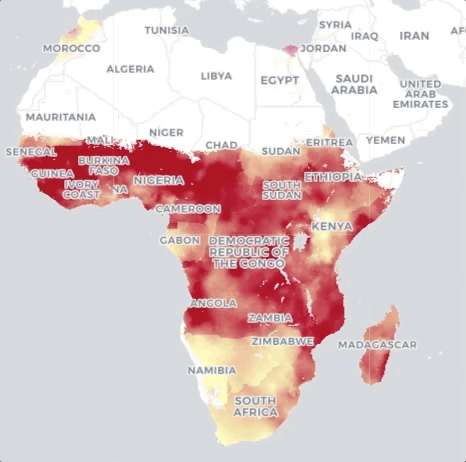 SYRIA
TUNISIA
IRAQ
IRAN
MOROCCO
JORDAN
ALGERIA
LIBYA
EGYPT
SAUDI
ARABIA
UNITED
ARAB
EMIRATES
MAURITANIA
NIGER
MALI
CHAD
ERITREA
YEMEN
SENEGAL
SUDAN
BURKINA
FASO
GUINEA
NIGERIA
ETHIOPIA
IVORY
COAST
NA
SOUTH
SUDAN
CAMEROON
KENYA
GABON
DEMOCRATIC
REPUBLIC OF
THE CONGO
ANGOLA
ZAMBIA
ZIMBABWE
MADAGASCAR
NAMIBIA
SOUTH
AFRICA